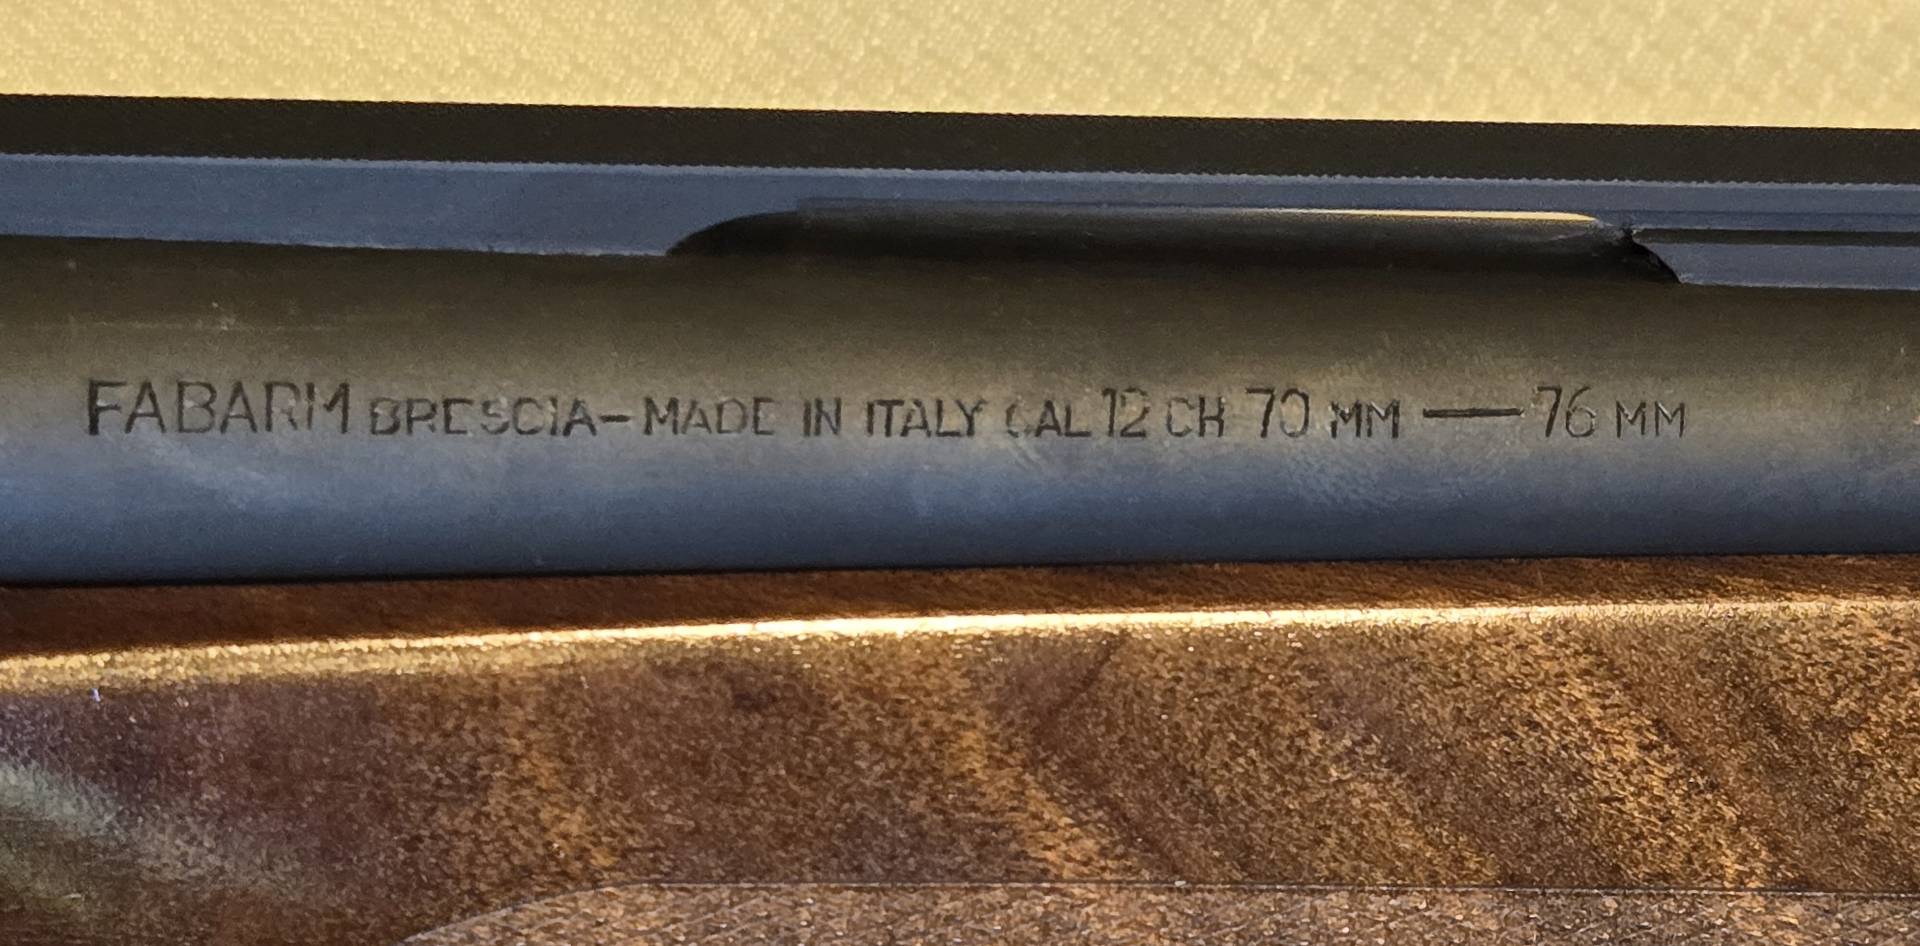 FABARM BRESCIA-MADE IN ITALY CAL 12 CH 70 MM — 76 MM